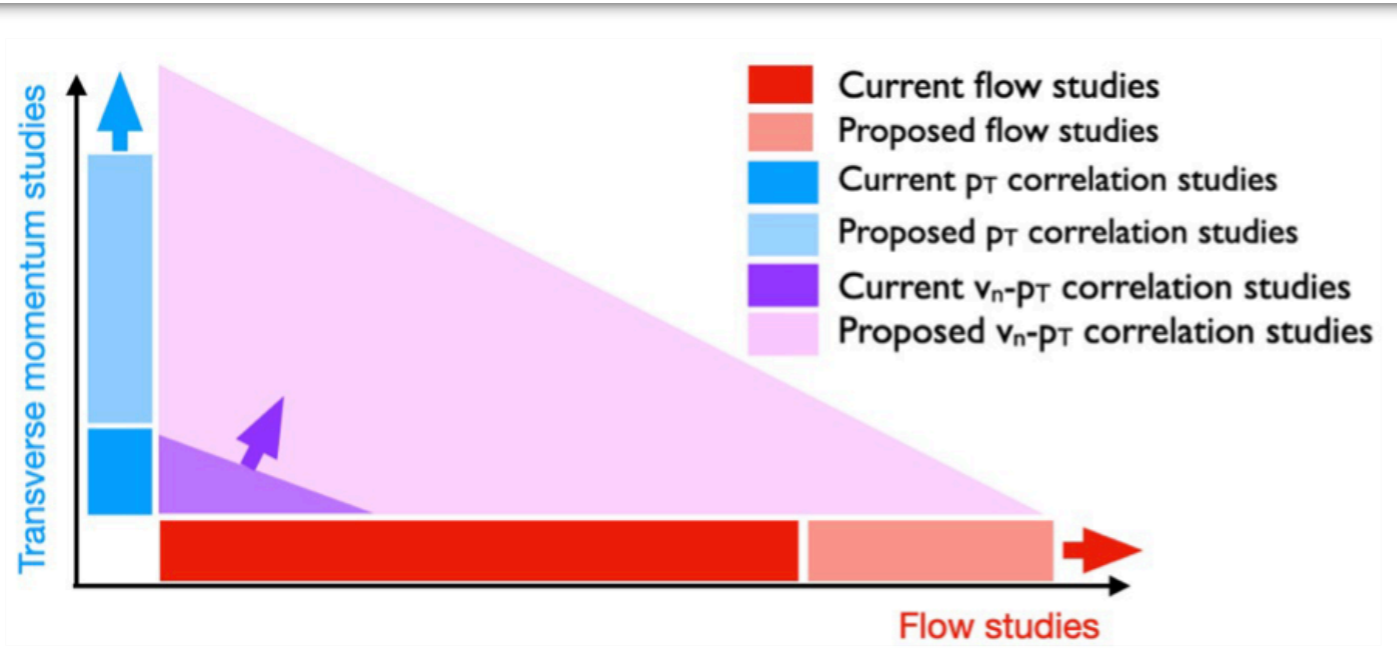 Transverse momentum studies
Current flow studies
Proposed flow studies
Current pT correlation studies
Proposed pT correlation studies
Current vn-pT correlation studies
Proposed vn-pT correlation studies
Flow studies